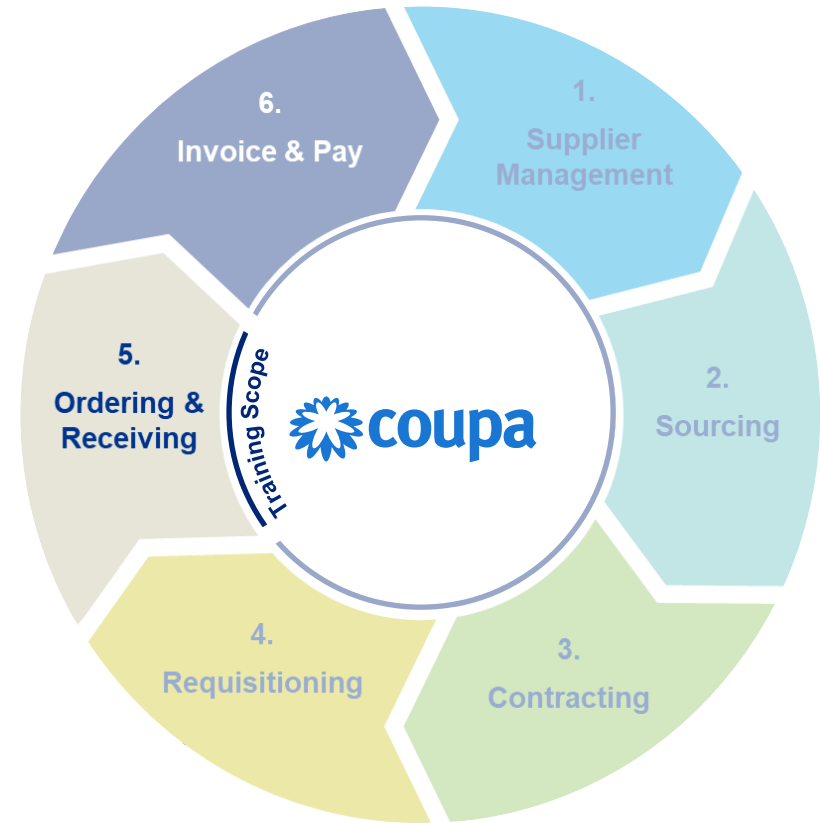 1.
Supplier
Management
2.
Sourcing
3.
Contracting
4.
Requisitioning
5.
Ordering &
Receiving
6.
Invoice & Pay
Training Scope
coupa